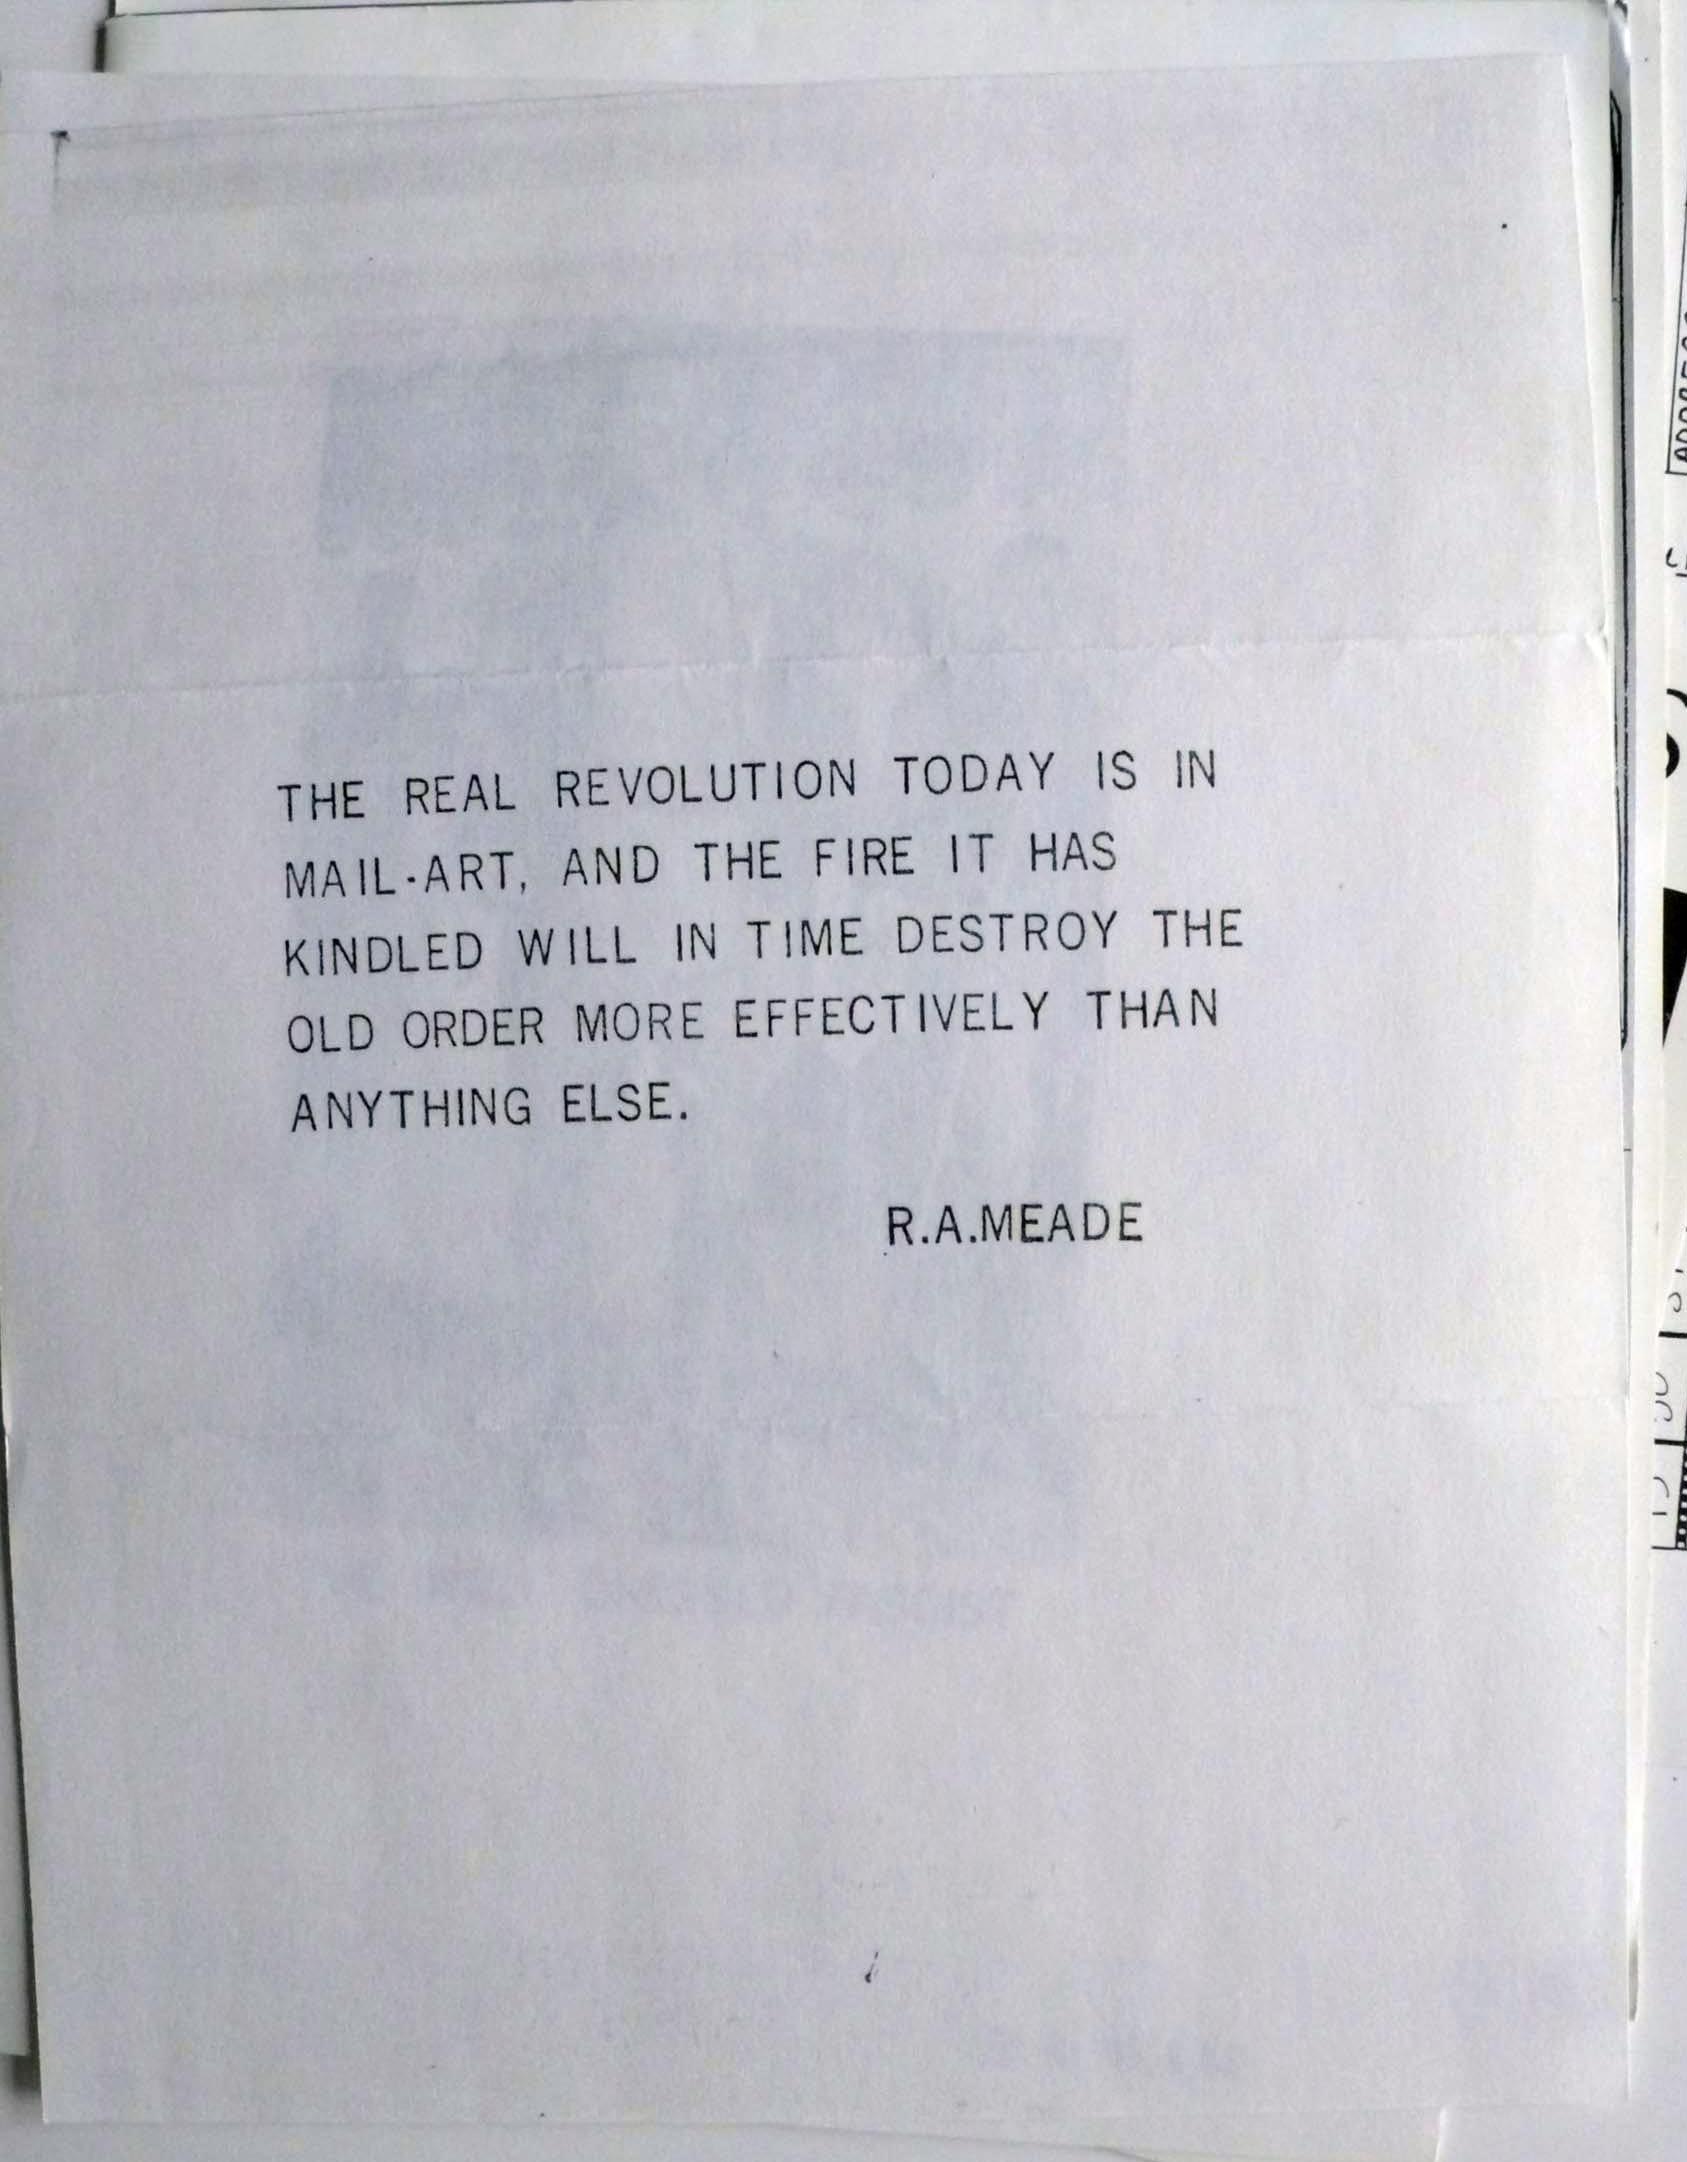 THE REAL REVOLUTION TODAY IS IN
MAIL-ART, AND THE FIRE IT HAS
KINDLED WILL IN TIME DESTROY THE
OLD ORDER MORE EFFECTIVELY THAN
ANYTHING ELSE.
R.A.MEADE